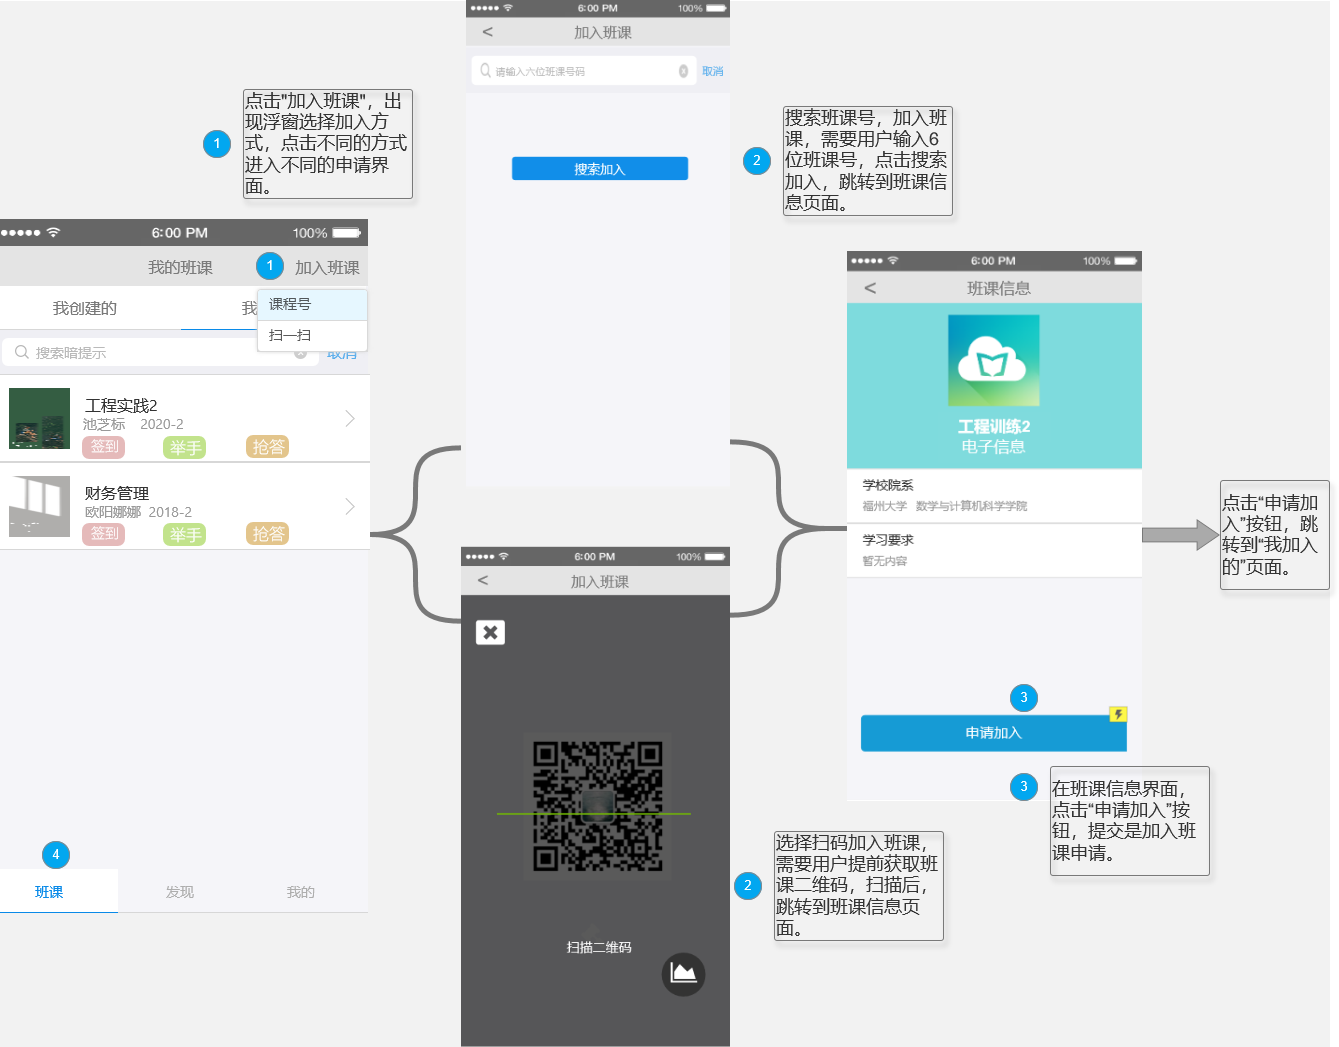 1
点击"加入班课"，出
现浮窗选择加入方
式，点击不同的方式
进入不同的申请界
面。
6:00 PM
100%
我的班课
1
加入班课
我创建的
我
课程号
扫一扫
搜索暗提示
取消
工程实践2
池芝标 2020-2
签到
举手
抢答
财务管理
欧阳娜娜 2018-2
签到
举手
抢答
4
班课
发现
我的
6:00 PM
100%
<
加入班课
请输入六位班课号码
取消
搜索加入
2
搜索班课号，加入班
课，需要用户输入6
位班课号，点击搜索
加入，跳转到班课信
息页面。
6:00 PM
100%
<
加入班课
扫描二维码
2
选择扫码加入班课，
需要用户提前获取班
课二维码，扫描后，
跳转到班课信息页
面。
6:00 PM
100%
<
班课信息
工程训练2
电子信息
学校院系
福州大学 数学与计算机科学学院
学习要求
暂无内容
3
申请加入
3
在班课信息界面，
点击“申请加入”按
钮，提交是加入班
课申请。
点击“申请加
入”按钮，跳
转到“我加入
的”页面。